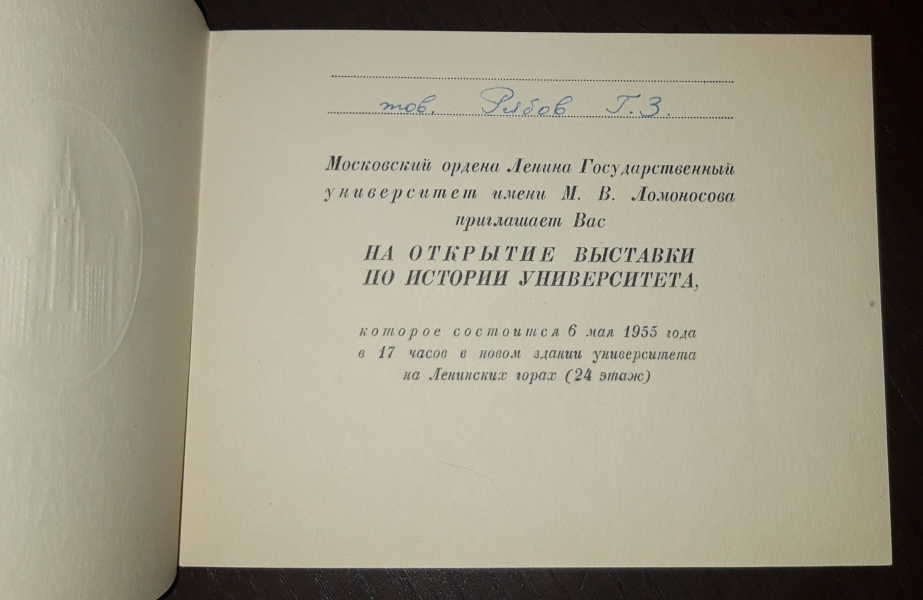 тов. Рябов Г.З.
Московский ордена Ленина Государственный
университет имени М. В. Ломоносова
приглашает Вас
НА ОТКРЫТИЕ ВЫСТАВКИ
ПО ИСТОРИИ УНИВЕРСИТЕТА,
которое состоится 6 мая 1955 года
в 17 часов в новом здании университета
на Ленинских горах (24 этаж)